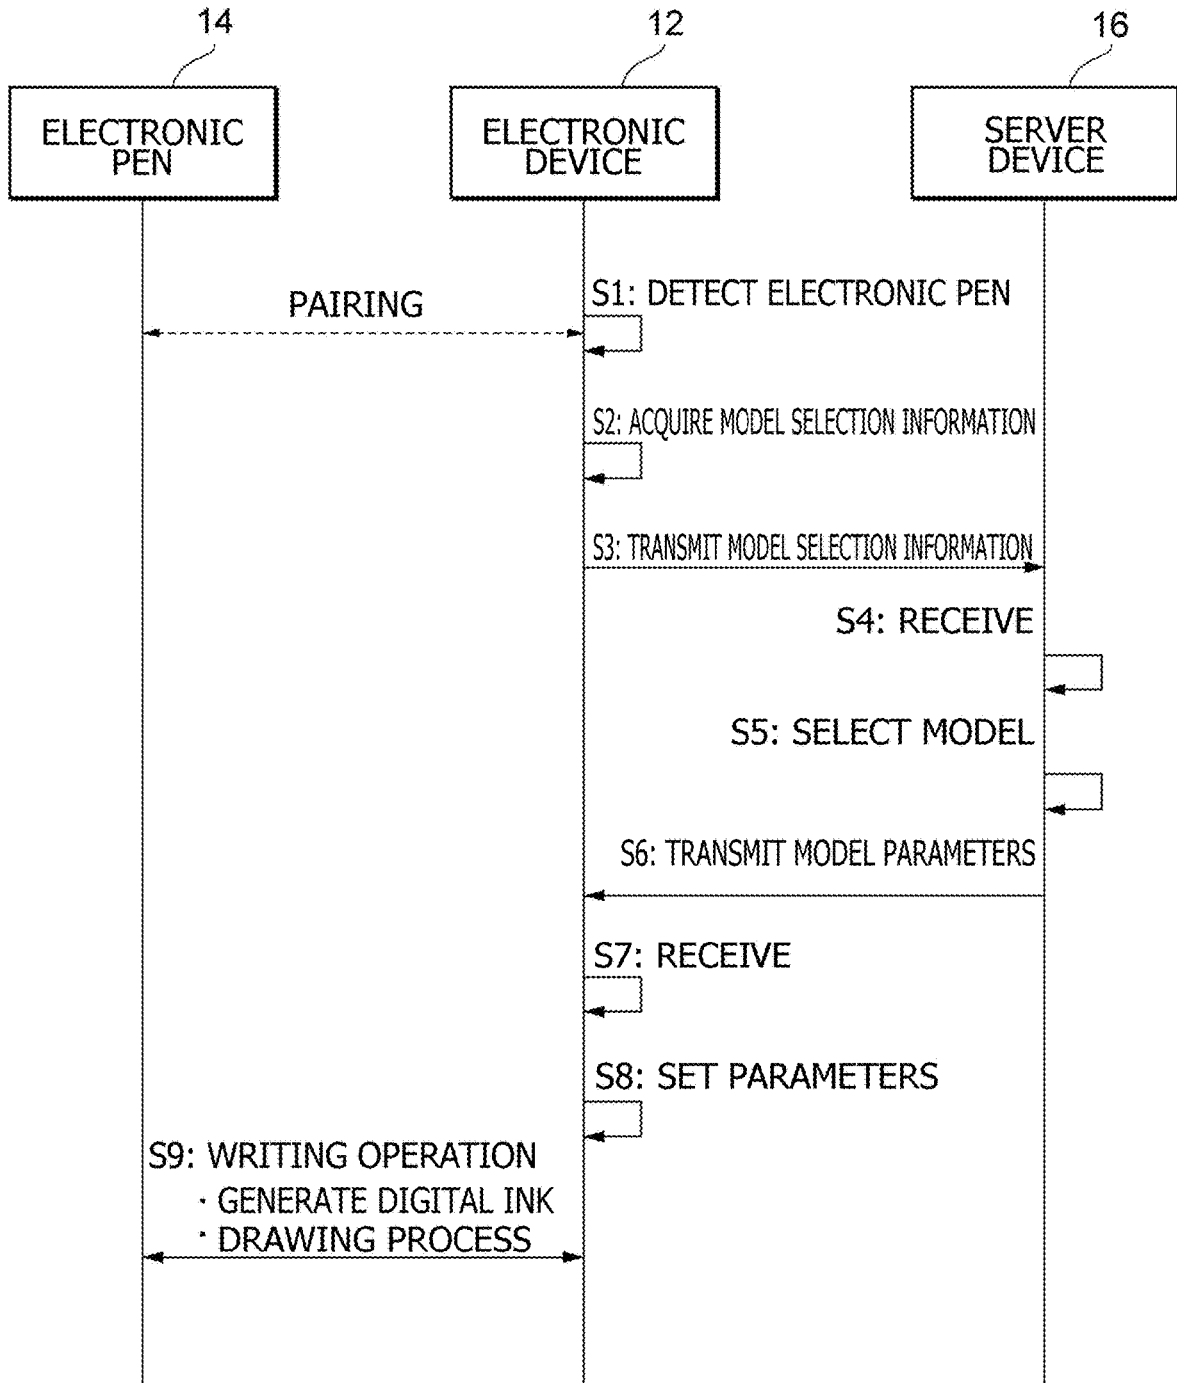 14
12
16
ELECTRONIC
PEN
ELECTRONIC
DEVICE
SERVER
DEVICE
PAIRING
S1: DETECT ELECTRONIC PEN
S2: ACQUIRE MODEL SELECTION INFORMATION
S3: TRANSMIT MODEL SELECTION INFORMATION
S4: RECEIVE
S5: SELECT MODEL
S6: TRANSMIT MODEL PARAMETERS
S7: RECEIVE
S8: SET PARAMETERS
S9: WRITING OPERATION
・GENERATE DIGITAL INK
・DRAWING PROCESS